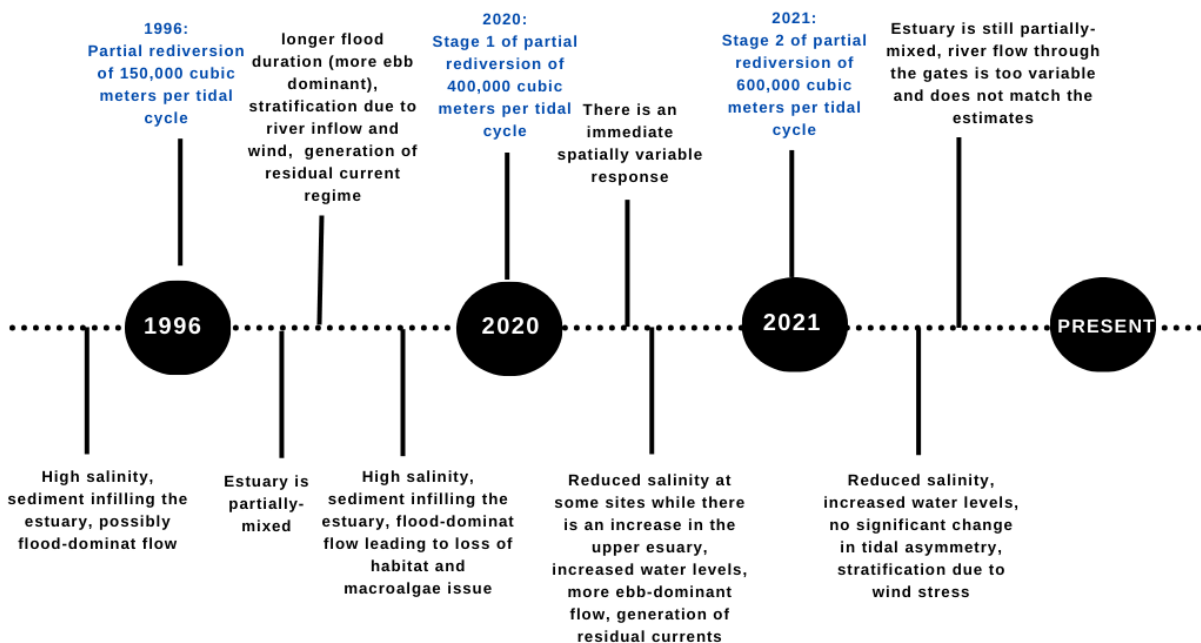 1996:
Partial rediversion
of 150,000 cubic
meters per tidal
cycle
longer flood
duration (more ebb
dominant),
stratification due to
river inflow and
wind, generation of
residual current
regime
2020:
Stage 1 of partial
rediversion of
400,000 cubic
meters per tidal
cycle
There is an
immediate
spatially variable
response
2021:
Stage 2 of partial
rediversion of
600,000 cubic
meters per tidal
cycle
Estuary is still partially-
mixed, river flow through
the gates is too variable
and does not match the
estimates
1996
2020
2021
PRESENT
High salinity,
sediment infilling the
estuary, possibly
flood-dominat flow
Estuary is
partially-
mixed
High salinity,
sediment infilling the
estuary, flood-dominat
flow leading to loss of
habitat and
macroalgae issue
Reduced salinity at
some sites while there
is an increase in the
upper esuary,
increased water levels,
more ebb-dominant
flow, generation of
residual currents
Reduced salinity,
increased water levels,
no significant change
in tidal asymmetry,
stratification due to
wind stress